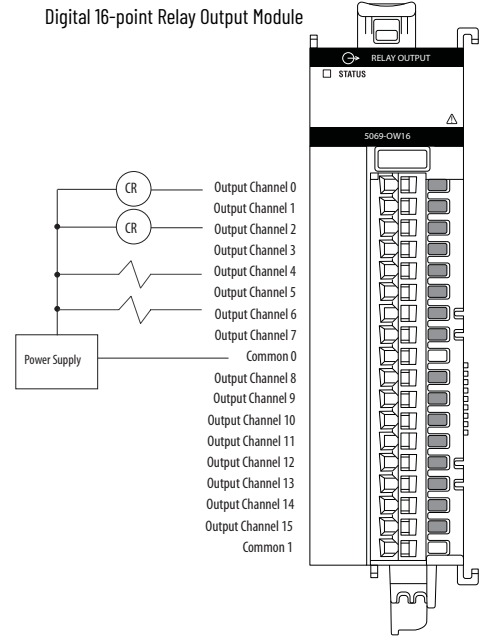 Digital 16-point Relay Output Module
RELAY OUTPUT
STATUS
5069-OW16
CR
Output Channel 0
Output Channel 1
CR
Output Channel 2
Output Channel 3
Output Channel 4
Output Channel 5
Output Channel 6
Output Channel 7
Power Supply
Common 0
Output Channel 8
Output Channel 9
Output Channel 10
Output Channel 11
Output Channel 12
Output Channel 13
Output Channel 14
Output Channel 15
Common 1